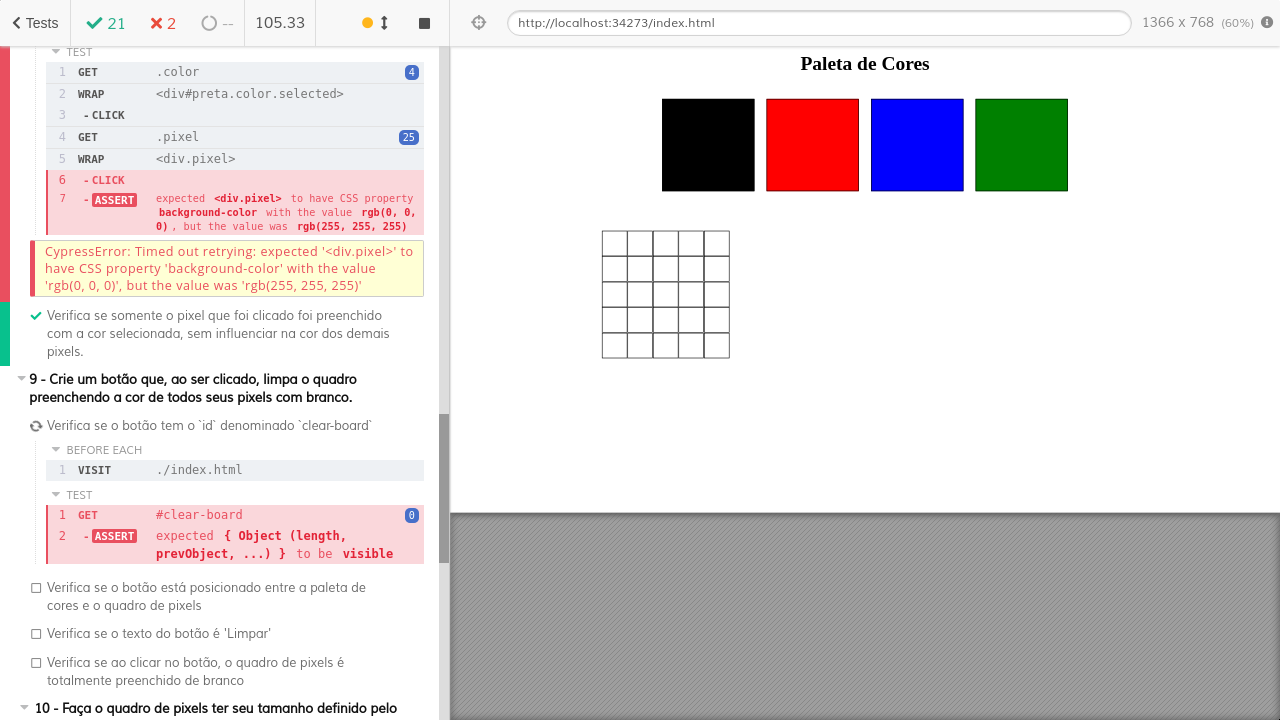 Tests
21
2
--
105.33
http://localhost:34273/index.html
1366 x 768 (60%)
TEST
1 GET .color 4
2 WRAP <div#preta.color.selected>
3 - CLICK
4 GET .pixel 25
5 WRAP <div.pixel>
6 - CLICK
7 - ASSERT expected <div.pixel> to have CSS property
background-color with the value rgb(0, 0,
0) , but the value was rgb(255, 255, 255)
CypressError: Timed out retrying: expected '<div.pixel>' to
have CSS property 'background-color' with the value
'rgb(0, 0, 0)', but the value was 'rgb(255, 255, 255)'
Verifica se somente o pixel que foi clicado foi preenchido
com a cor selecionada, sem influenciar na cor dos demais
pixels.
9 - Crie um botão que, ao ser clicado, limpa o quadro
preenchendo a cor de todos seus pixels com branco.
Verifica se o botão tem o `id` denominado `clear-board`
BEFORE EACH
1 VISIT ./index.html
TEST
1 GET #clear-board 0
2 - ASSERT expected { Object (length,
prevObject, ...) } to be visible
Verifica se o botão está posicionado entre a paleta de
cores e o quadro de pixels
Verifica se o texto do botão é 'Limpar'
Verifica se ao clicar no botão, o quadro de pixels é
totalmente preenchido de branco
10 - Faça o quadro de pixels ter seu tamanho definido pelo
Paleta de Cores